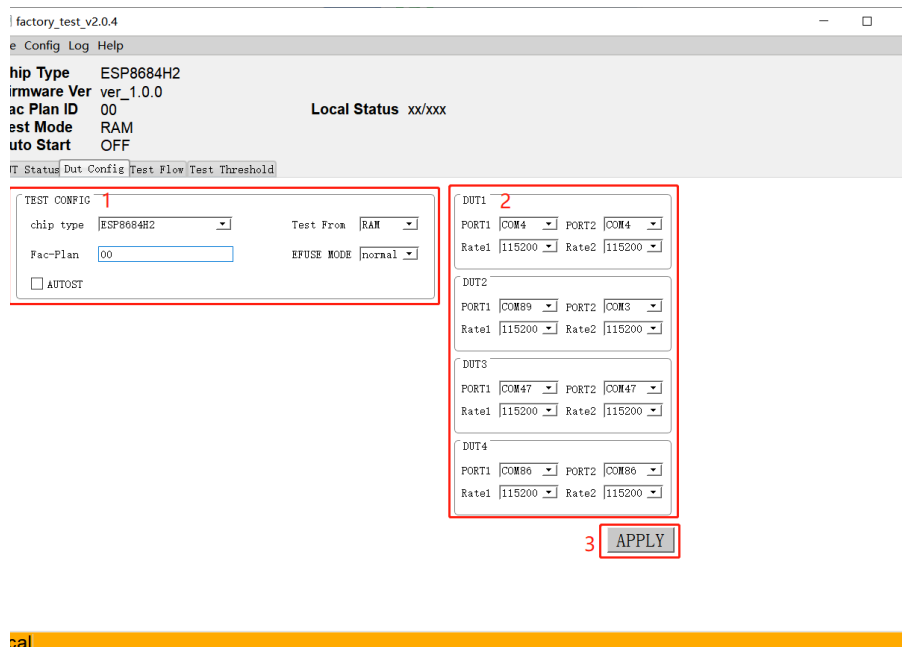 factory_test_v2.0.4
e Config Log Help
hip Type ESP8684H2
irmware Ver ver_1.0.0
ac Plan ID 00 Local Status xx/xxx
est Mode RAM
uto Start OFF
UT Status Dut Config Test Flow Test Threshold
TEST CONFIG 1
chip type ESP8684H2 Test From RAM
Fac-Plan 00 EFUSE MODE normal
AUTOST
DUT1 2
PORT1 COM4 PORT2 COM4
Rate1 115200 Rate2 115200
DUT2
PORT1 COM89 PORT2 COM3
Rate1 115200 Rate2 115200
DUT3
PORT1 COM47 PORT2 COM47
Rate1 115200 Rate2 115200
DUT4
PORT1 COM86 PORT2 COM86
Rate1 115200 Rate2 115200
3 APPLY
cal